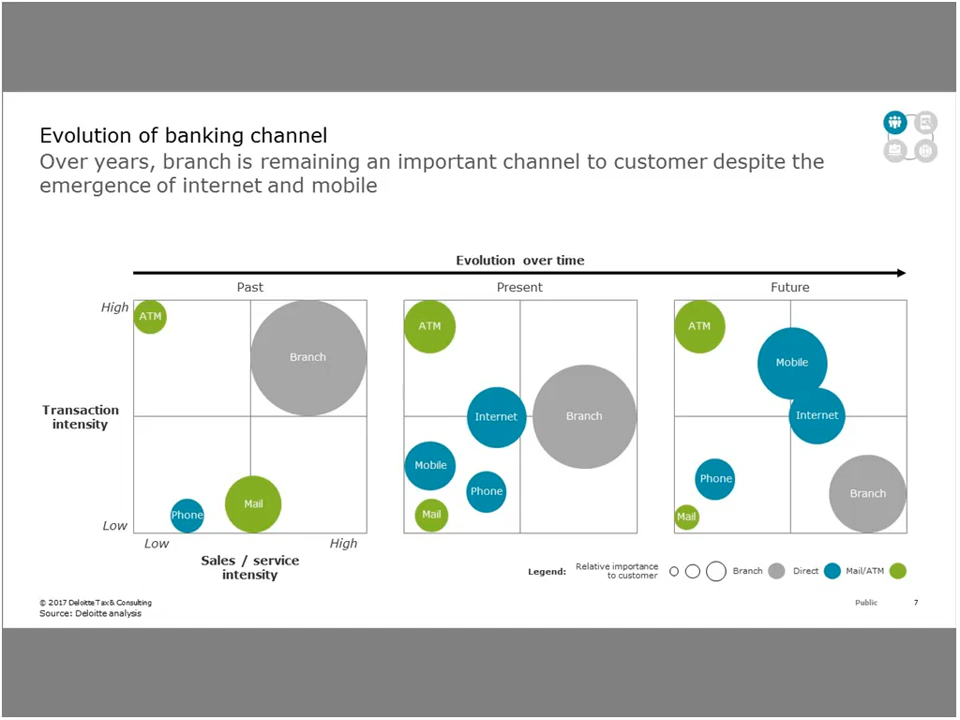 Evolution of banking channel
Over years, branch is remaining an important channel to customer despite the
emergence of internet and mobile
Evolution over time
Past
Present
Future
High
Transaction
intensity
Low
ATM
Branch
Phone
Mail
Low
High
Sales / service
intensity
ATM
Internet
Branch
Mobile
Phone
Mail
ATM
Mobile
Internet
Phone
Branch
Mail
Legend:
Relative importance
to customer
Branch
Direct
Mail/ATM
© 2017 Deloitte Tax & Consulting
Source: Deloitte analysis
Public
7